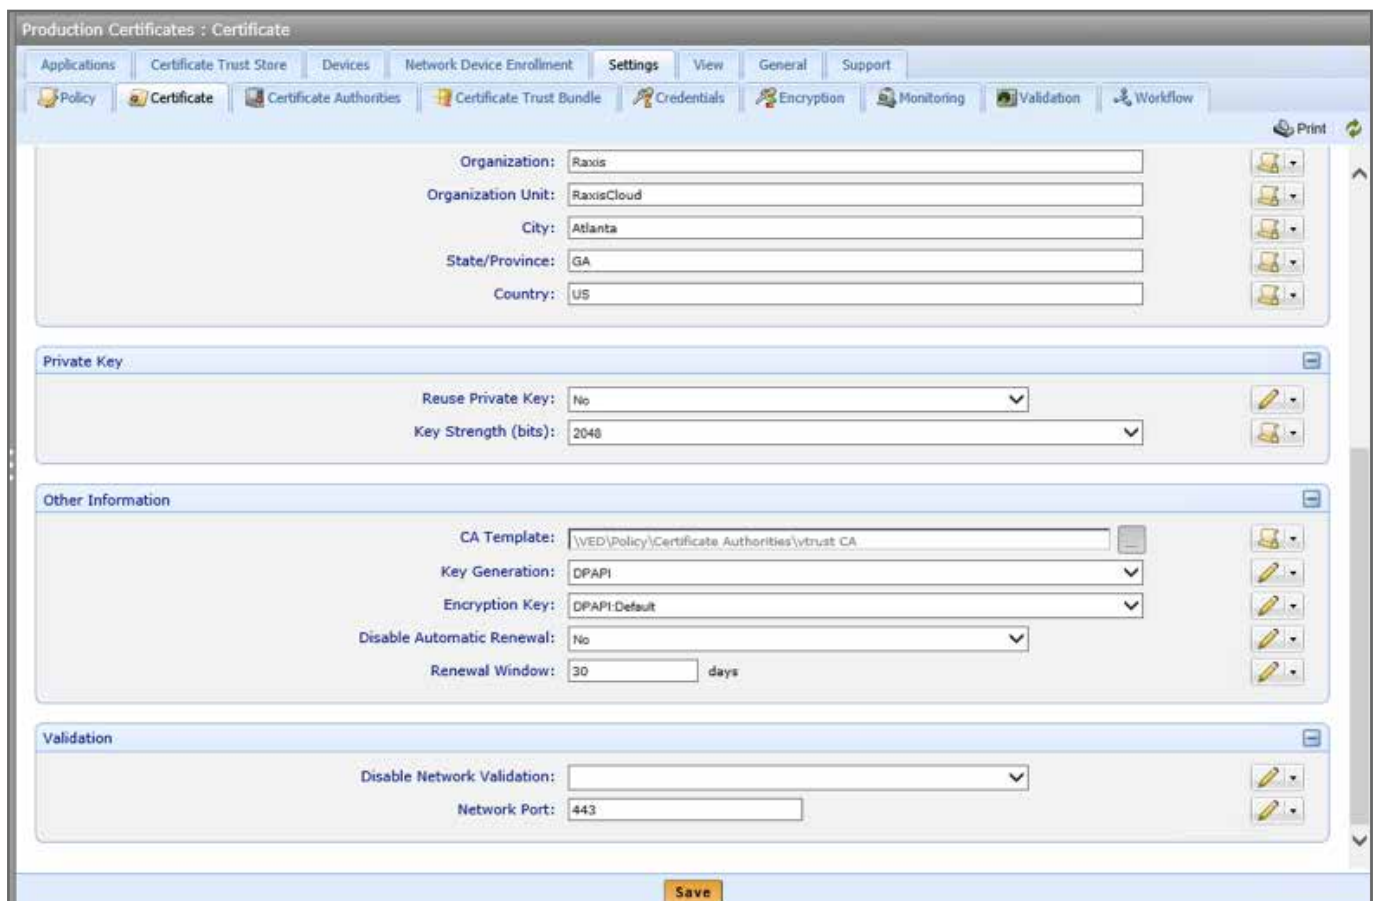 Production Certificates : Certificate
Applications Certificate Trust Store Devices Network Device Enrollment Settings View General Support
Policy Certificate Certificate Authorities Certificate Trust Bundle Credentials Encryption Monitoring Validation Workflow
Print
Organization: Raxis
Organization Unit: RaxisCloud
City: Atlanta
State/Province: GA
Country: US
Private Key
Reuse Private Key: No
Key Strength (bits): 2048
Other Information
CA Template: \VED\Policy\Certificate Authorities\vtrust CA ...
Key Generation: DPAPI
Encryption Key: DPAPI:Default
Disable Automatic Renewal: No
Renewal Window: 30 days
Validation
Disable Network Validation:
Network Port: 443
Save